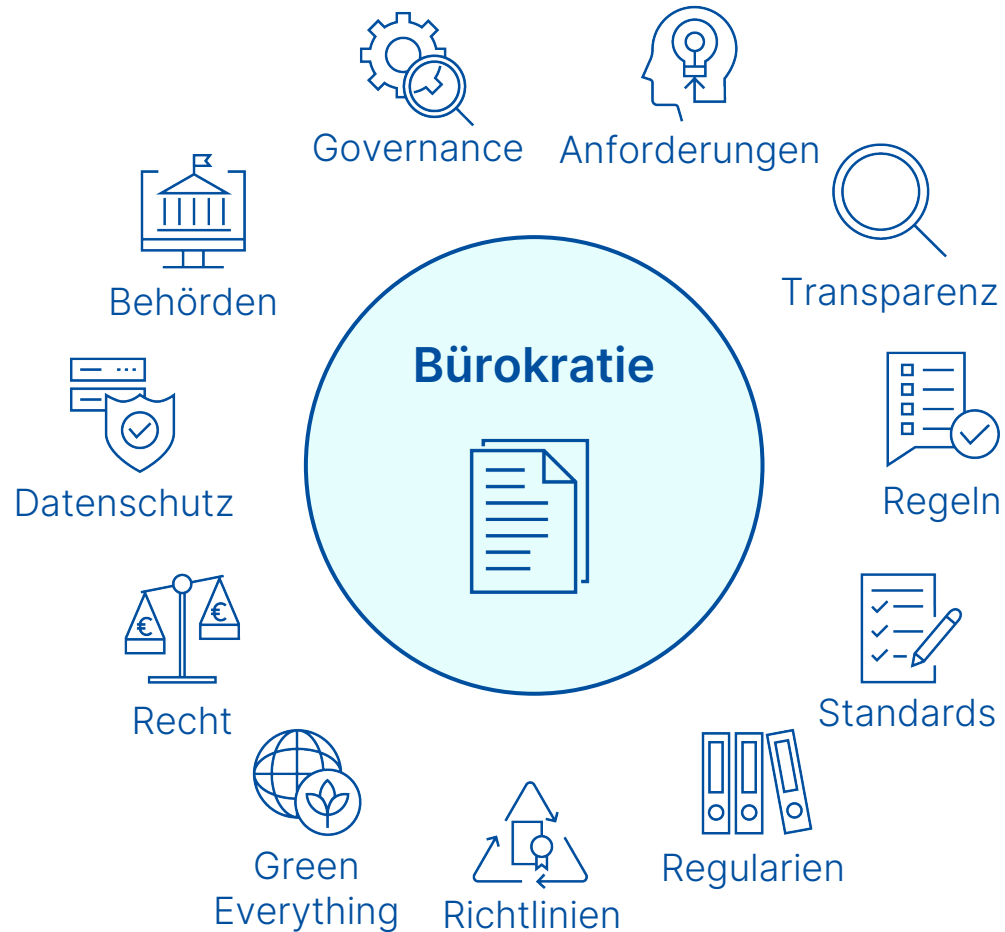 Governance
Anforderungen
Behörden
Transparenz
Bürokratie
Datenschutz
Regeln
€ €
Recht
Standards
Green
Everything
Richtlinien
Regularien